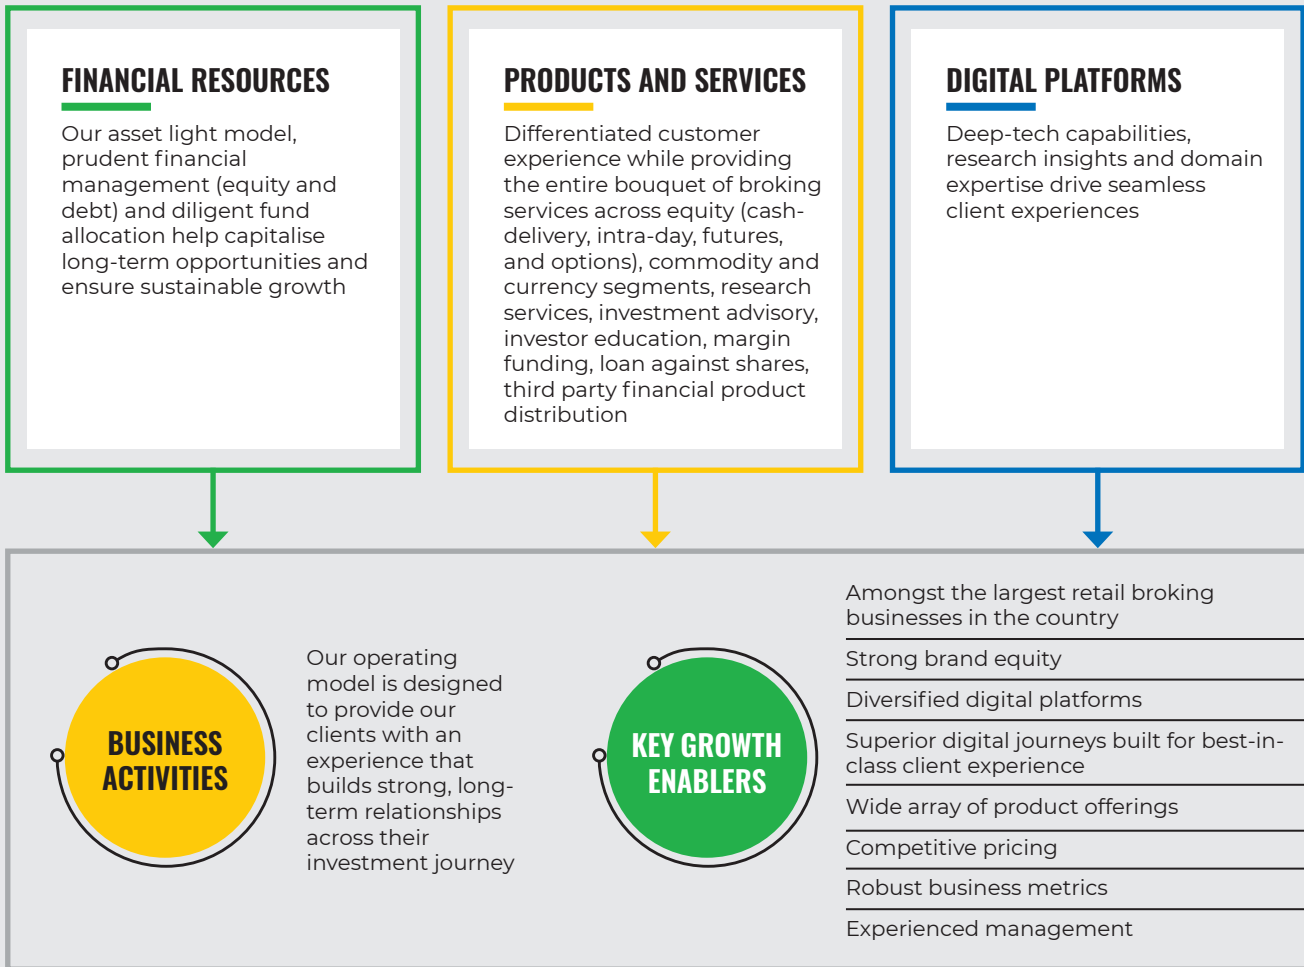 FINANCIAL RESOURCES
Our asset light model,
prudent financial
management (equity and
debt) and diligent fund
allocation help capitalise
long-term opportunities and
ensure sustainable growth
PRODUCTS AND SERVICES
Differentiated customer
experience while providing
the entire bouquet of broking
services across equity (cash-
delivery, intra-day, futures,
and options), commodity and
currency segments, research
services, investment advisory,
investor education, margin
funding, loan against shares,
third party financial product
distribution
DIGITAL PLATFORMS
Deep-tech capabilities,
research insights and domain
expertise drive seamless
client experiences
BUSINESS
ACTIVITIES
Our operating
model is designed
to provide our
clients with an
experience that
builds strong, long-
term relationships
across their
investment journey
KEY GROWTH
ENABLERS
Amongst the largest retail broking
businesses in the country
Strong brand equity
Diversified digital platforms
Superior digital journeys built for best-in-
class client experience
Wide array of product offerings
Competitive pricing
Robust business metrics
Experienced management